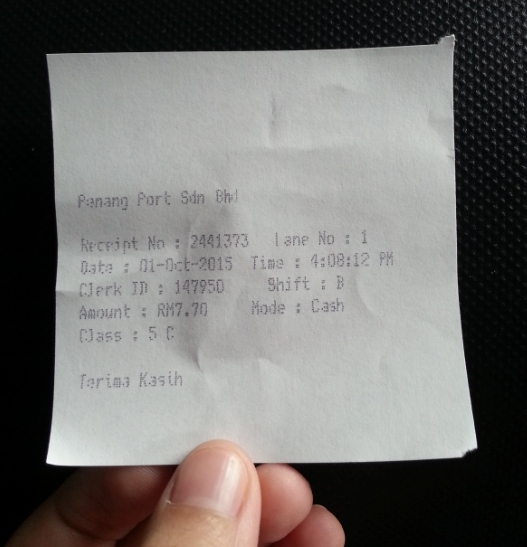 Penang Port Sdn Bhd
Receipt No : 2441373 Lane No : 1
Date : 01-Oct-2015 Time : 4:08:12 PM
Clerk ID : 147950 Shift : B
Amount : RM7.70 Mode : Cash
Class : 5 C
Terima Kasih